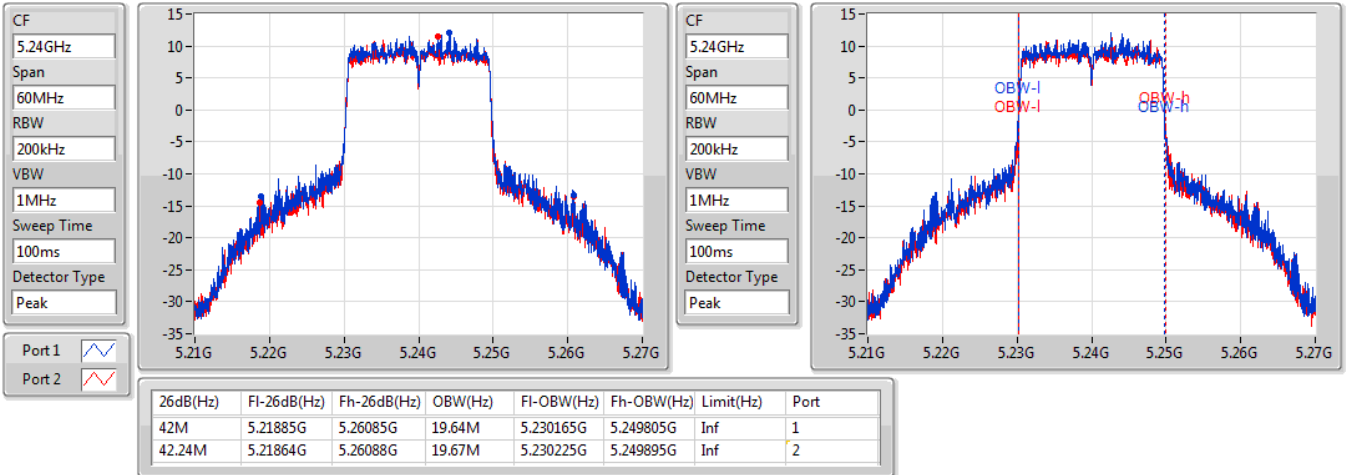 CF
5.24GHz
Span
60MHz
RBW
200kHz
VBW
1MHz
Sweep Time
100ms
Detector Type
Peak
Port 1
Port 2
15
10
5
0
-5
-10
-15
-20
-25
-30
-35
5.21G 5.22G 5.23G 5.24G 5.25G 5.26G 5.27G
CF
5.24GHz
Span
60MHz
RBW
200kHz
VBW
1MHz
Sweep Time
100ms
Detector Type
Peak
15
10
5
0
-5
-10
-15
-20
-25
-30
-35
OBW-l
OBW-l
OBW-h
OBW-h
5.21G 5.22G 5.23G 5.24G 5.25G 5.26G 5.27G
26dB(Hz) Fl-26dB(Hz) Fh-26dB(Hz) OBW(Hz) Fl-OBW(Hz) Fh-OBW(Hz) Limit(Hz) Port
42M 5.21885G 5.26085G 19.64M 5.230165G 5.249805G Inf 1
42.24M 5.21864G 5.26088G 19.67M 5.230225G 5.249895G Inf 2